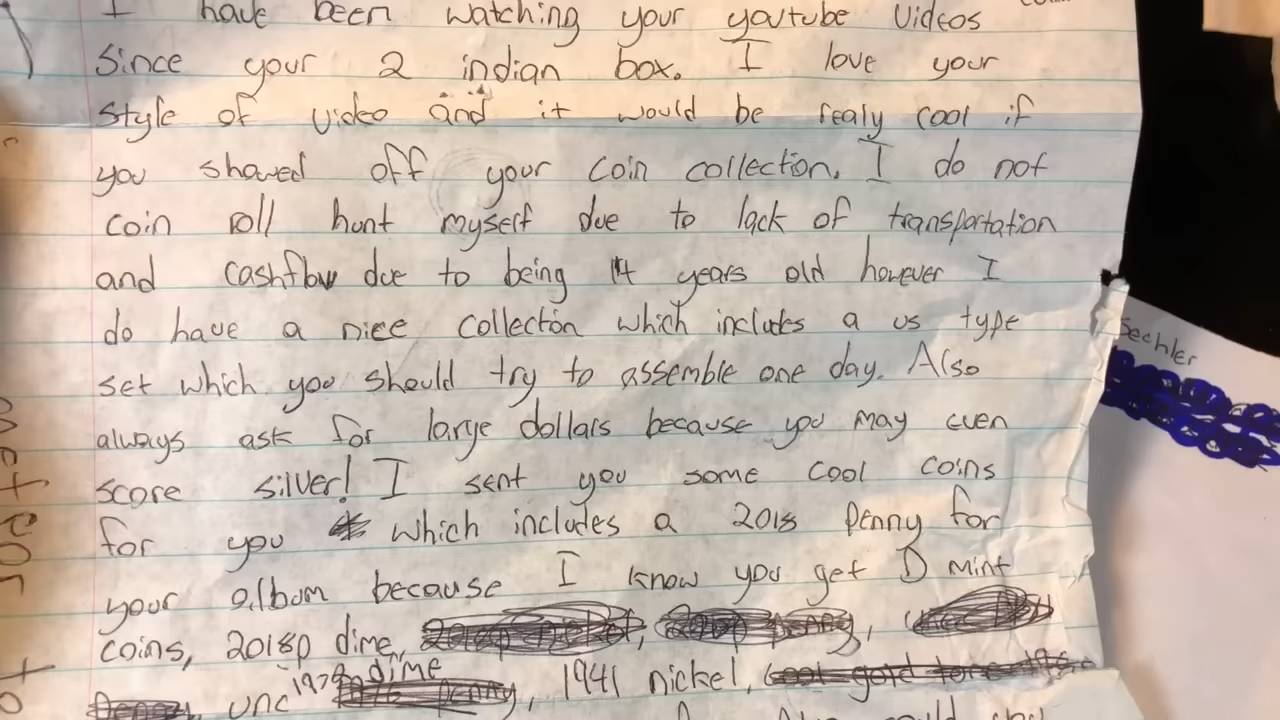 I have been watching your youtube videos
Since your 2 indian box. I love your
style of video and it would be realy cool if
you showed off your coin collection. I do not
coin roll hunt myself due to lack of transportation
and cashflow due to being 14 years old however I
do have a nice collection which includes a us type
set which you should try to assemble one day. Also
always ask for large dollars because you may even
score silver! I sent you some cool coins
for you which includes a 2018 penny for
your album because I know you get D mint
coins, 2018p dime,
unc dime, 1941 nickel,
Sechler